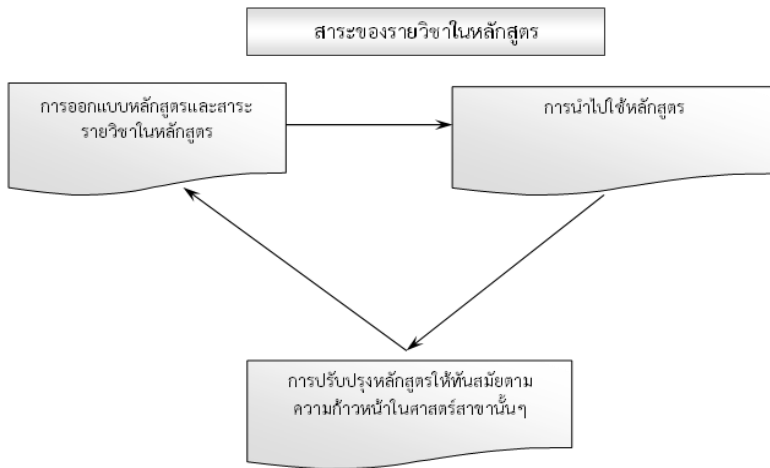 สาระของรายวิชาในหลักสูตร
การออกแบบหลักสูตรและสาระ
รายวิชาในหลักสูตร
การนำไปใช้หลักสูตร
การปรับปรุงหลักสูตรให้ทันสมัยตาม
ความก้าวหน้าในศาสตร์สาขานั้นๆ